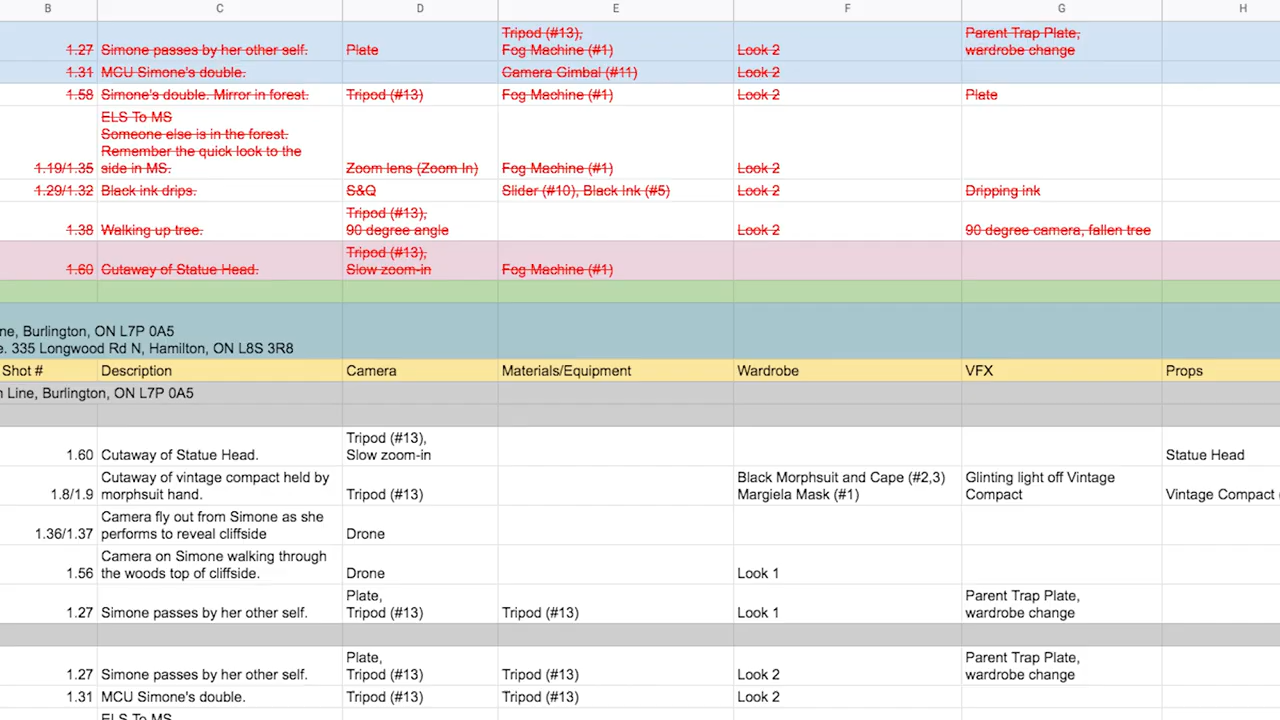 B C D E F G H
Tripod (#13), Parent Trap Plate,
1.27 Simone passes by her other self. Plate Fog Machine (#1) Look 2 wardrobe change
1.31 MCU Simone's double. Camera Gimbal (#11) Look 2
1.58 Simone's double. Mirror in forest. Tripod (#13) Fog Machine (#1) Look 2 Plate
ELS To MS
Someone else is in the forest.
Remember the quick look to the
1.19/1.35 side in MS. Zoom lens (Zoom In) Fog Machine (#1) Look 2
1.29/1.32 Black ink drips. S&Q Slider (#10), Black Ink (#5) Look 2 Dripping ink
Tripod (#13),
1.38 Walking up tree. 90 degree angle Look 2 90 degree camera, fallen tree
Tripod (#13),
1.60 Cutaway of Statue Head. Slow zoom-in Fog Machine (#1)
ne, Burlington, ON L7P 0A5
e. 335 Longwood Rd N, Hamilton, ON L8S 3R8
Shot # Description Camera Materials/Equipment Wardrobe VFX Props
n Line, Burlington, ON L7P 0A5
Tripod (#13),
1.60 Cutaway of Statue Head. Slow zoom-in Statue Head
Cutaway of vintage compact held by Black Morphsuit and Cape (#2,3) Glinting light off Vintage
1.8/1.9 morphsuit hand. Tripod (#13) Margiela Mask (#1) Compact Vintage Compact (
Camera fly out from Simone as she
1.36/1.37 performs to reveal cliffside Drone
Camera on Simone walking through
1.56 the woods top of cliffside. Drone Look 1
Plate, Parent Trap Plate,
1.27 Simone passes by her other self. Tripod (#13) Tripod (#13) Look 1 wardrobe change
Plate, Parent Trap Plate,
1.27 Simone passes by her other self. Tripod (#13) Tripod (#13) Look 2 wardrobe change
1.31 MCU Simone's double. Tripod (#13) Tripod (#13) Look 2
ELS To MS